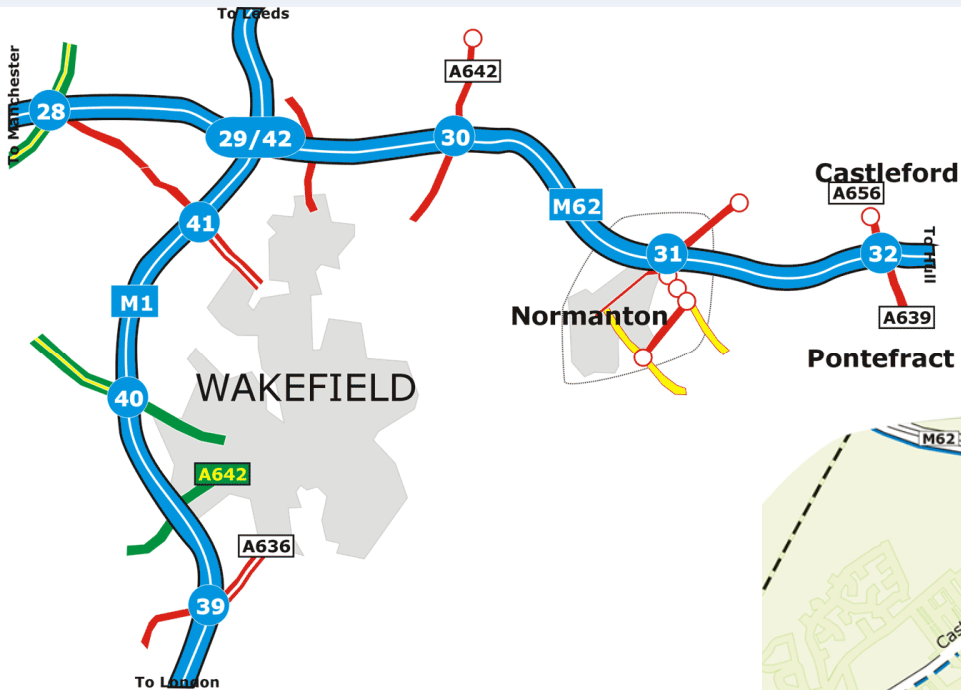 To Leeds
To Manchester
28
29/42
A642
30
Castleford
A656
41
M62
31
32
To Hull
M1
Normanton
A639
Pontefract
40
WAKEFIELD
M62
A642
A636
39
To London